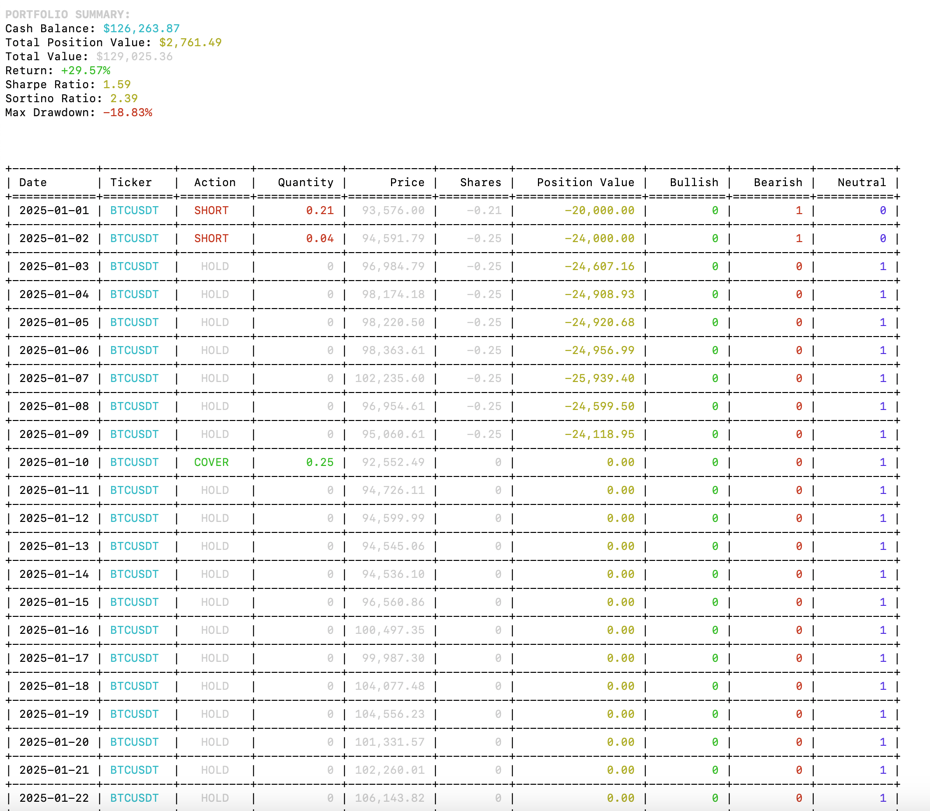 PORTFOLIO SUMMARY:
Cash Balance: $126,263.87
Total Position Value: $2,761.49
Total Value: $129,025.36
Return: +29.57%
Sharpe Ratio: 1.59
Sortino Ratio: 2.39
Max Drawdown: -18.83%
| Date | Ticker | Action | Quantity | Price | Shares | Position Value | Bullish | Bearish | Neutral |
| 2025-01-01 | BTCUSDT | SHORT | 0.21 | 93,576.00 | -0.21 | -20,000.00 | 0 | 1 | 0 |
| 2025-01-02 | BTCUSDT | SHORT | 0.04 | 94,591.79 | -0.25 | -24,000.00 | 0 | 1 | 0 |
| 2025-01-03 | BTCUSDT | HOLD | 0 | 96,984.79 | -0.25 | -24,607.16 | 0 | 0 | 1 |
| 2025-01-04 | BTCUSDT | HOLD | 0 | 98,174.18 | -0.25 | -24,908.93 | 0 | 0 | 1 |
| 2025-01-05 | BTCUSDT | HOLD | 0 | 98,220.50 | -0.25 | -24,920.68 | 0 | 0 | 1 |
| 2025-01-06 | BTCUSDT | HOLD | 0 | 98,363.61 | -0.25 | -24,956.99 | 0 | 0 | 1 |
| 2025-01-07 | BTCUSDT | HOLD | 0 | 102,235.60 | -0.25 | -25,939.40 | 0 | 0 | 1 |
| 2025-01-08 | BTCUSDT | HOLD | 0 | 96,954.61 | -0.25 | -24,599.50 | 0 | 0 | 1 |
| 2025-01-09 | BTCUSDT | HOLD | 0 | 95,060.61 | -0.25 | -24,118.95 | 0 | 0 | 1 |
| 2025-01-10 | BTCUSDT | COVER | 0.25 | 92,552.49 | 0 | 0.00 | 0 | 0 | 1 |
| 2025-01-11 | BTCUSDT | HOLD | 0 | 94,726.11 | 0 | 0.00 | 0 | 0 | 1 |
| 2025-01-12 | BTCUSDT | HOLD | 0 | 94,599.99 | 0 | 0.00 | 0 | 0 | 1 |
| 2025-01-13 | BTCUSDT | HOLD | 0 | 94,545.06 | 0 | 0.00 | 0 | 0 | 1 |
| 2025-01-14 | BTCUSDT | HOLD | 0 | 94,536.10 | 0 | 0.00 | 0 | 0 | 1 |
| 2025-01-15 | BTCUSDT | HOLD | 0 | 96,560.86 | 0 | 0.00 | 0 | 0 | 1 |
| 2025-01-16 | BTCUSDT | HOLD | 0 | 100,497.35 | 0 | 0.00 | 0 | 0 | 1 |
| 2025-01-17 | BTCUSDT | HOLD | 0 | 99,987.30 | 0 | 0.00 | 0 | 0 | 1 |
| 2025-01-18 | BTCUSDT | HOLD | 0 | 104,077.48 | 0 | 0.00 | 0 | 0 | 1 |
| 2025-01-19 | BTCUSDT | HOLD | 0 | 104,556.23 | 0 | 0.00 | 0 | 0 | 1 |
| 2025-01-20 | BTCUSDT | HOLD | 0 | 101,331.57 | 0 | 0.00 | 0 | 0 | 1 |
| 2025-01-21 | BTCUSDT | HOLD | 0 | 102,260.01 | 0 | 0.00 | 0 | 0 | 1 |
| 2025-01-22 | BTCUSDT | HOLD | 0 | 106,143.82 | 0 | 0.00 | 0 | 0 | 1 |